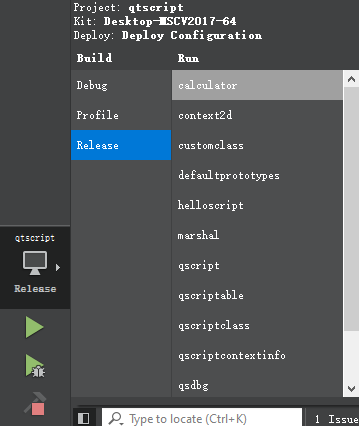 Project: qtscript
Kit: Desktop-MSCV2017-64
Deploy: Deploy Configuration
Build
Run
Debug
Profile
Release
calculator
context2d
customclass
defaultprototypes
helloscript
marshal
qscript
qscriptable
qscriptclass
qscriptcontextinfo
qsdbg
qtscript
Release
Type to locate (Ctrl+K)
1 Issue